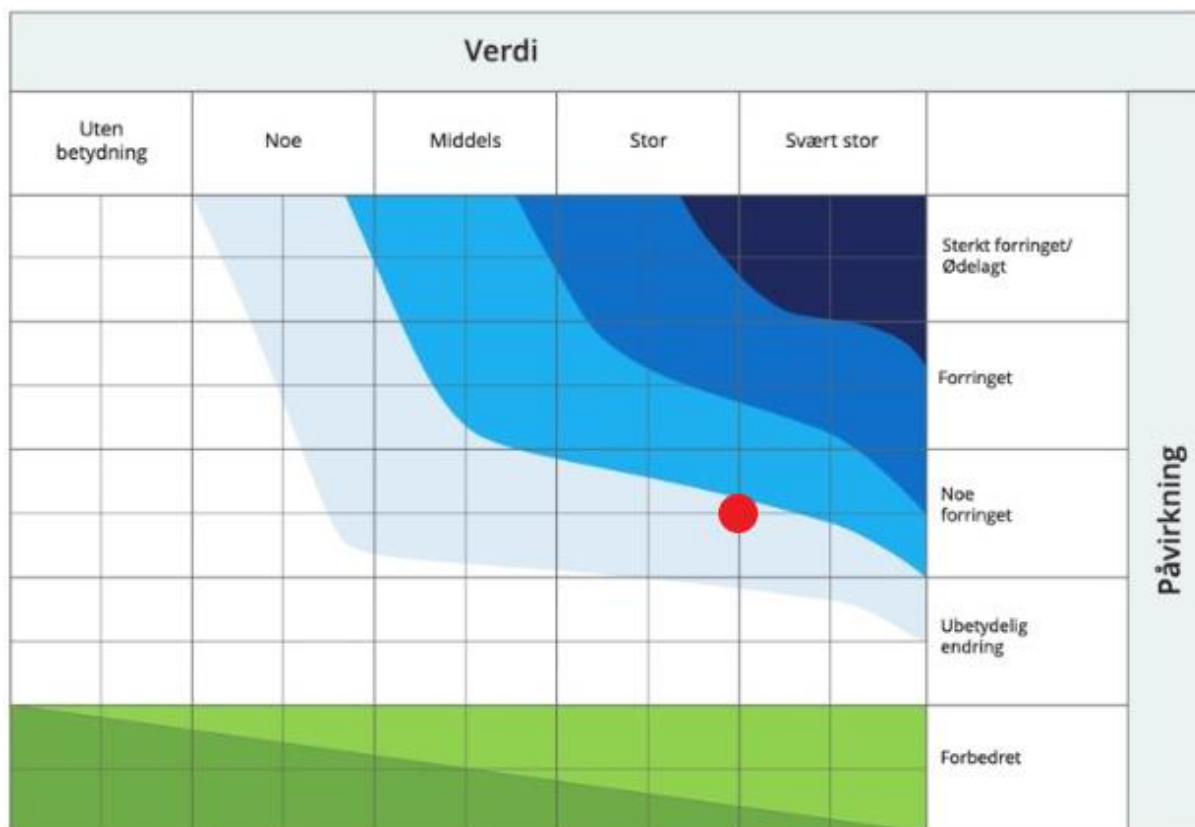 Verdi
Uten
betydning
Noe
Middels
Stor
Svært stor
Sterkt forringet/
Ødelagt
Forringet
Noe
forringet
Ubetydelig
endring
Forbedret
Påvirkning